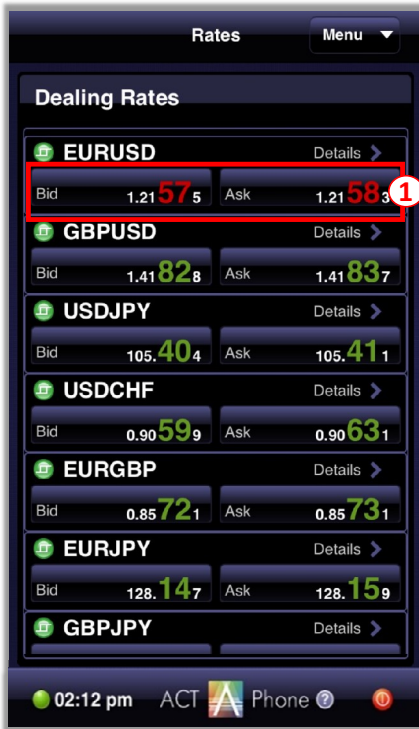 Rates Menu
Dealing Rates
EURUSD Details
Bid 1.21575 Ask 1.21583
1
GBPUSD Details
Bid 1.41828 Ask 1.41837
USDJPY Details
Bid 105.404 Ask 105.411
USDCHF Details
Bid 0.90599 Ask 0.90631
EURGBP Details
Bid 0.85721 Ask 0.85731
EURJPY Details
Bid 128.147 Ask 128.159
GBPJPY Details
02:12 pm ACT Phone ?